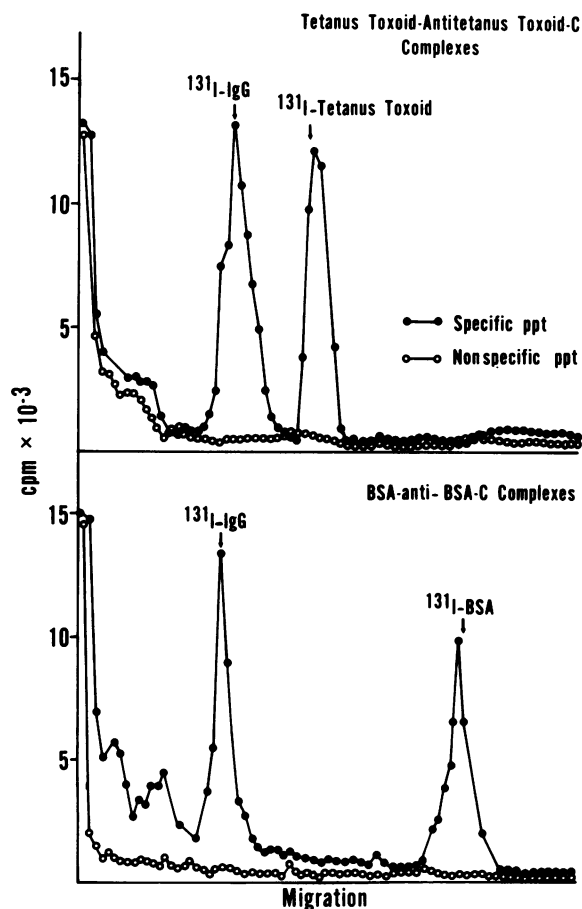 Tetanus Toxoid-Antitetanus Toxoid-C
Complexes
15
10
5
131I-IgG
131I-Tetanus Toxoid
Specific ppt
Nonspecific ppt
cpm × 10-3
BSA-anti-BSA-C Complexes
15
10
5
131I-IgG
131I-BSA
Migration